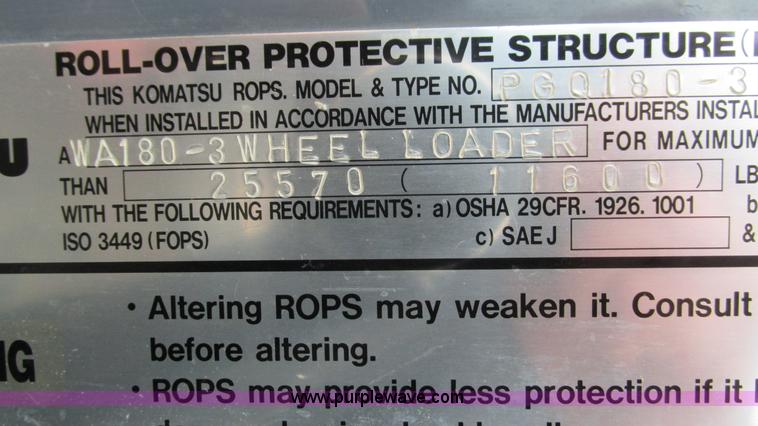 ROLL-OVER PROTECTIVE STRUCTURE (
THIS KOMATSU ROPS. MODEL & TYPE NO. PGQ180-3
WHEN INSTALLED IN ACCORDANCE WITH THE MANUFACTURERS INSTAL
U A WA180-3 WHEEL LOADER FOR MAXIMUM
THAN 25570 ( 11600 ) LB
WITH THE FOLLOWING REQUIREMENTS: a) OSHA 29CFR. 1926. 1001 b
ISO 3449 (FOPS) c) SAE J &
• Altering ROPS may weaken it. Consult
NG before altering.
• ROPS may provide less protection if it
www.purplewave.com